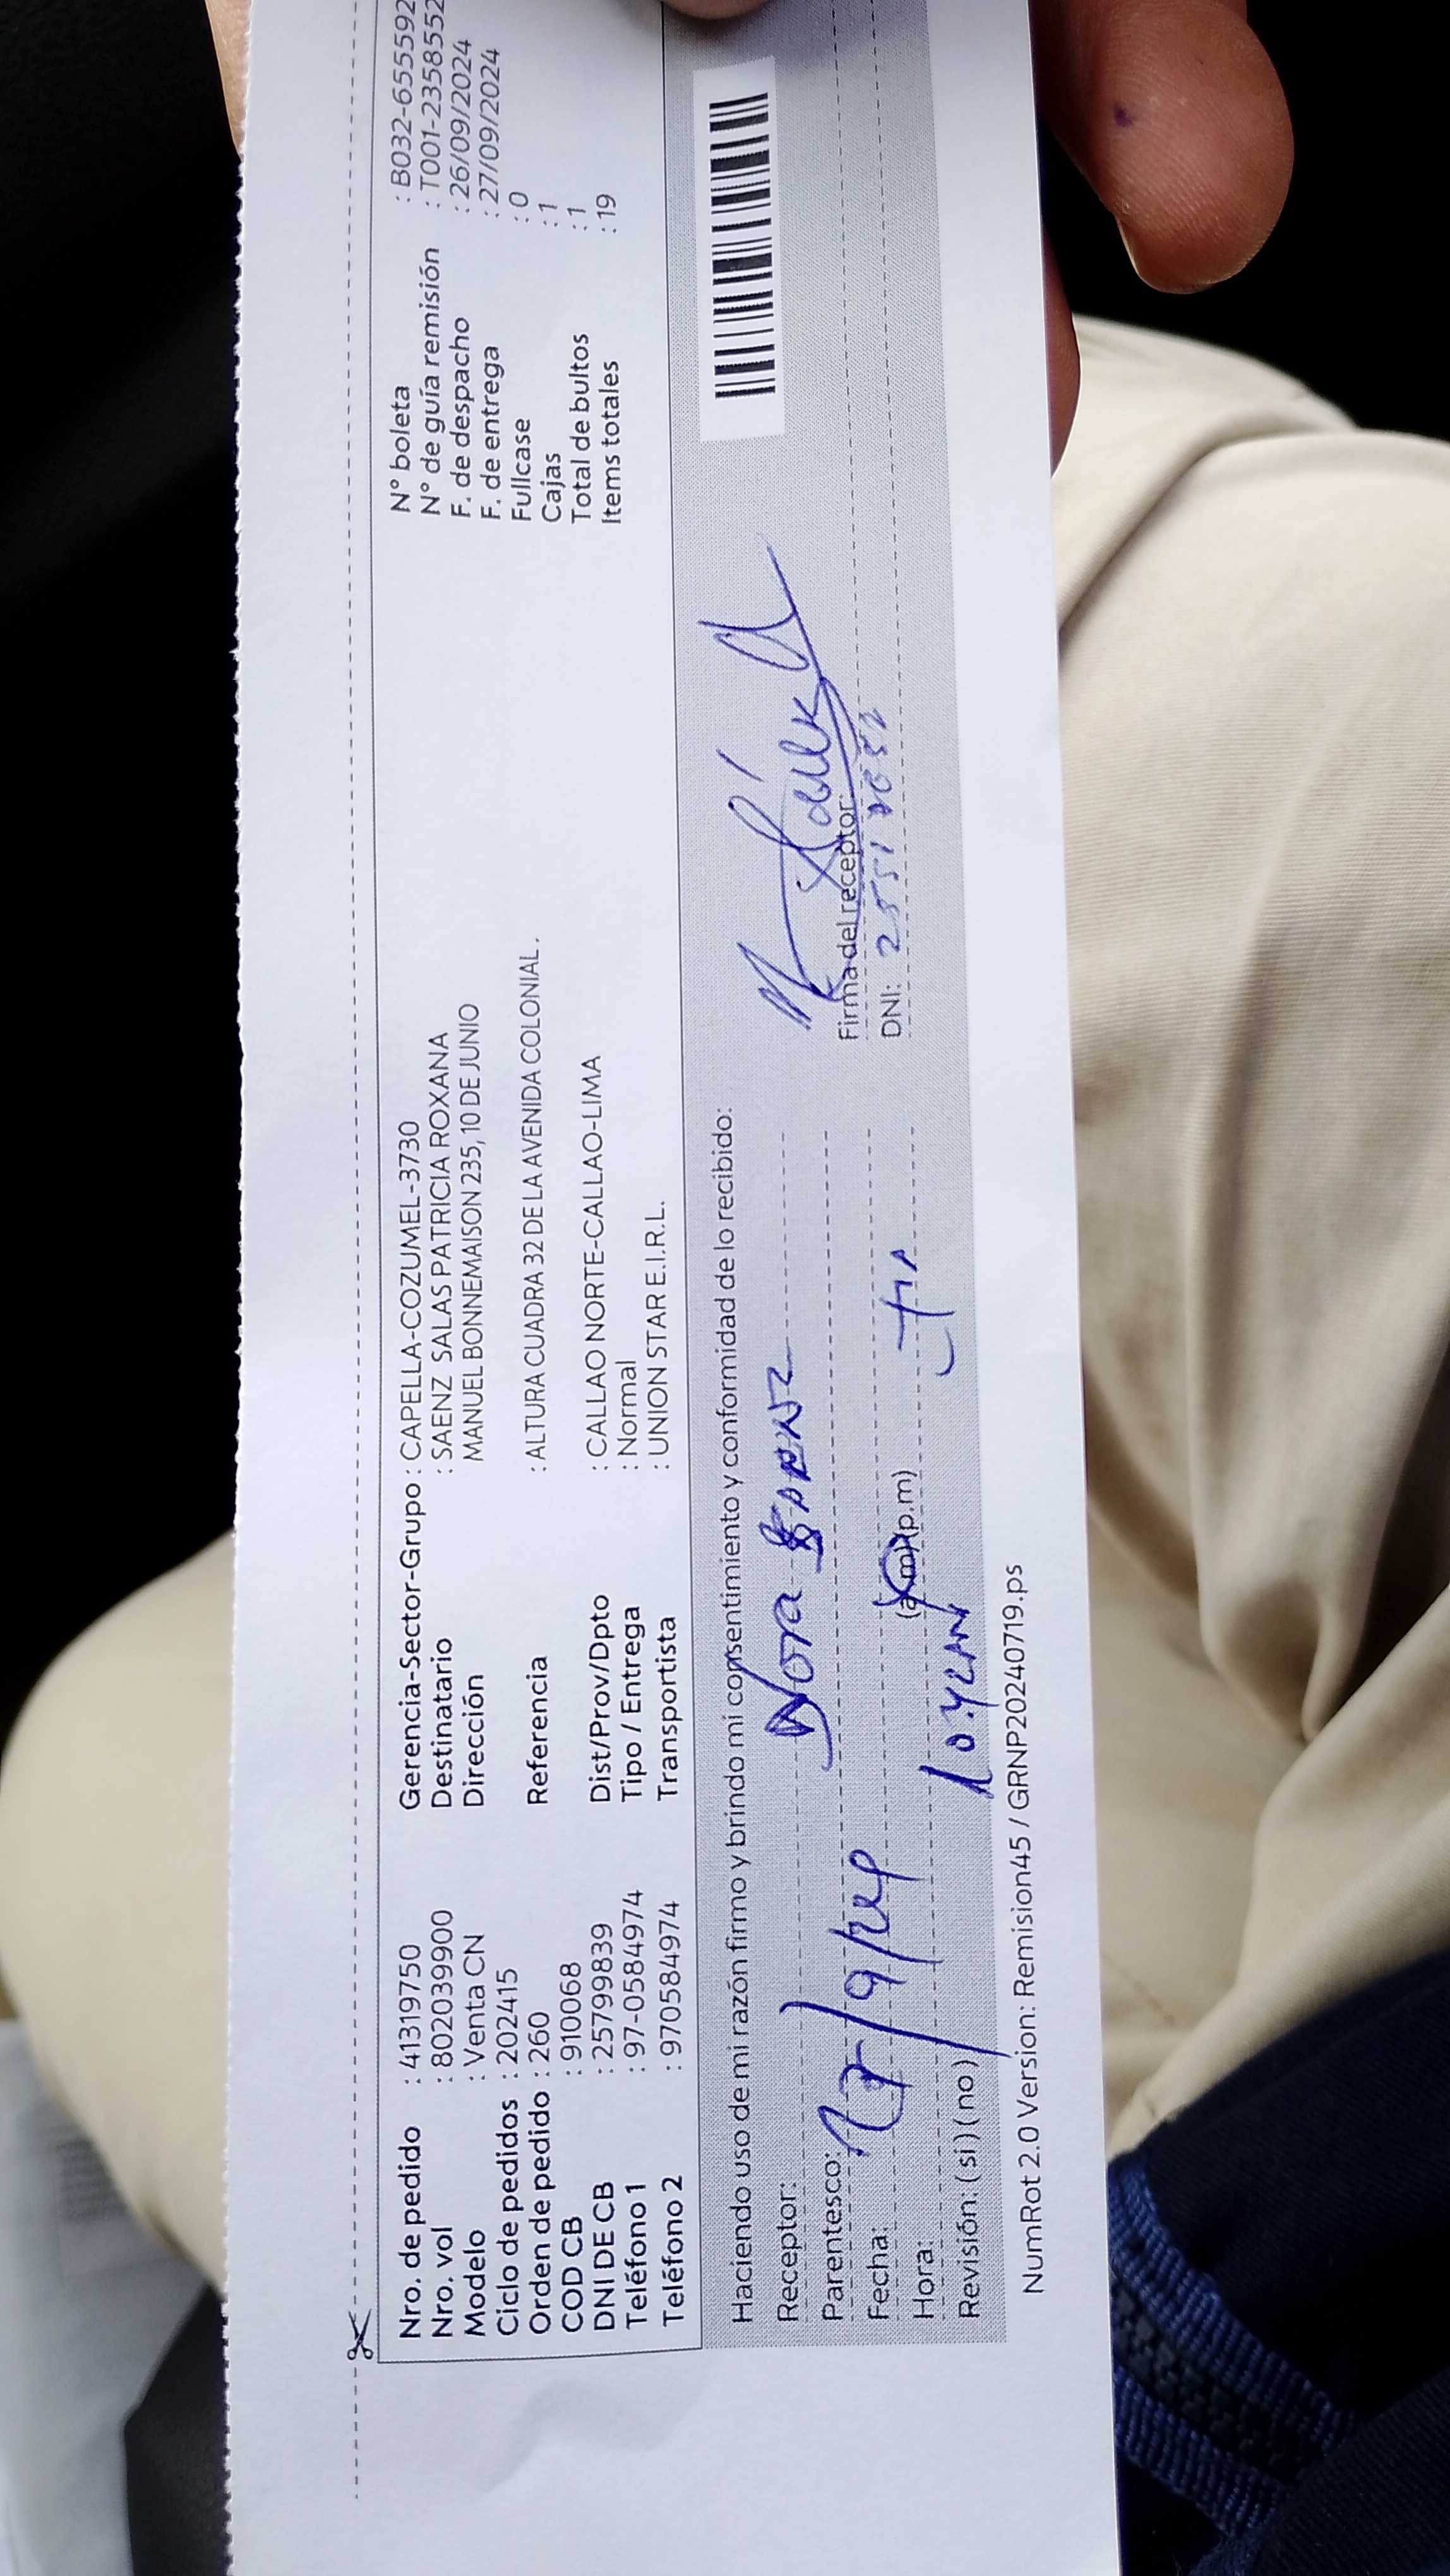 Nro. de pedido : 41319750 Gerencia-Sector-Grupo : CAPELLA-COZUMEL-3730 N° boleta : B032-6555592
Nro. vol : 802039900 Destinatario : SAENZ SALAS PATRICIA ROXANA N° de guía remisión : T001-2358552
Modelo : Venta CN Dirección MANUEL BONNEMAISON 235, 10 DE JUNIO F. de despacho : 26/09/2024
Ciclo de pedidos : 202415 F. de entrega : 27/09/2024
Orden de pedido : 260 Referencia : ALTURA CUADRA 32 DE LA AVENIDA COLONIAL. Fullcase : 0
COD CB : 910068 Cajas : 1
DNI DE CB : 25799839 Dist/Prov/Dpto : CALLAO NORTE-CALLAO-LIMA Total de bultos : 1
Teléfono 1 : 97-0584974 Tipo / Entrega : Normal Items totales : 19
Teléfono 2 : 970584974 Transportista : UNION STAR E.I.R.L.
Haciendo uso de mi razón firmo y brindo mi consentimiento y conformidad de lo recibido:
Receptor: Nora
Parentesco: Firma del receptor:
Fecha: /9/ DNI:
Hora: (a.m) (p.m)
Revisión: ( si ) ( no )
NumRot 2.0 Version: Remision45 / GRNP20240719.ps